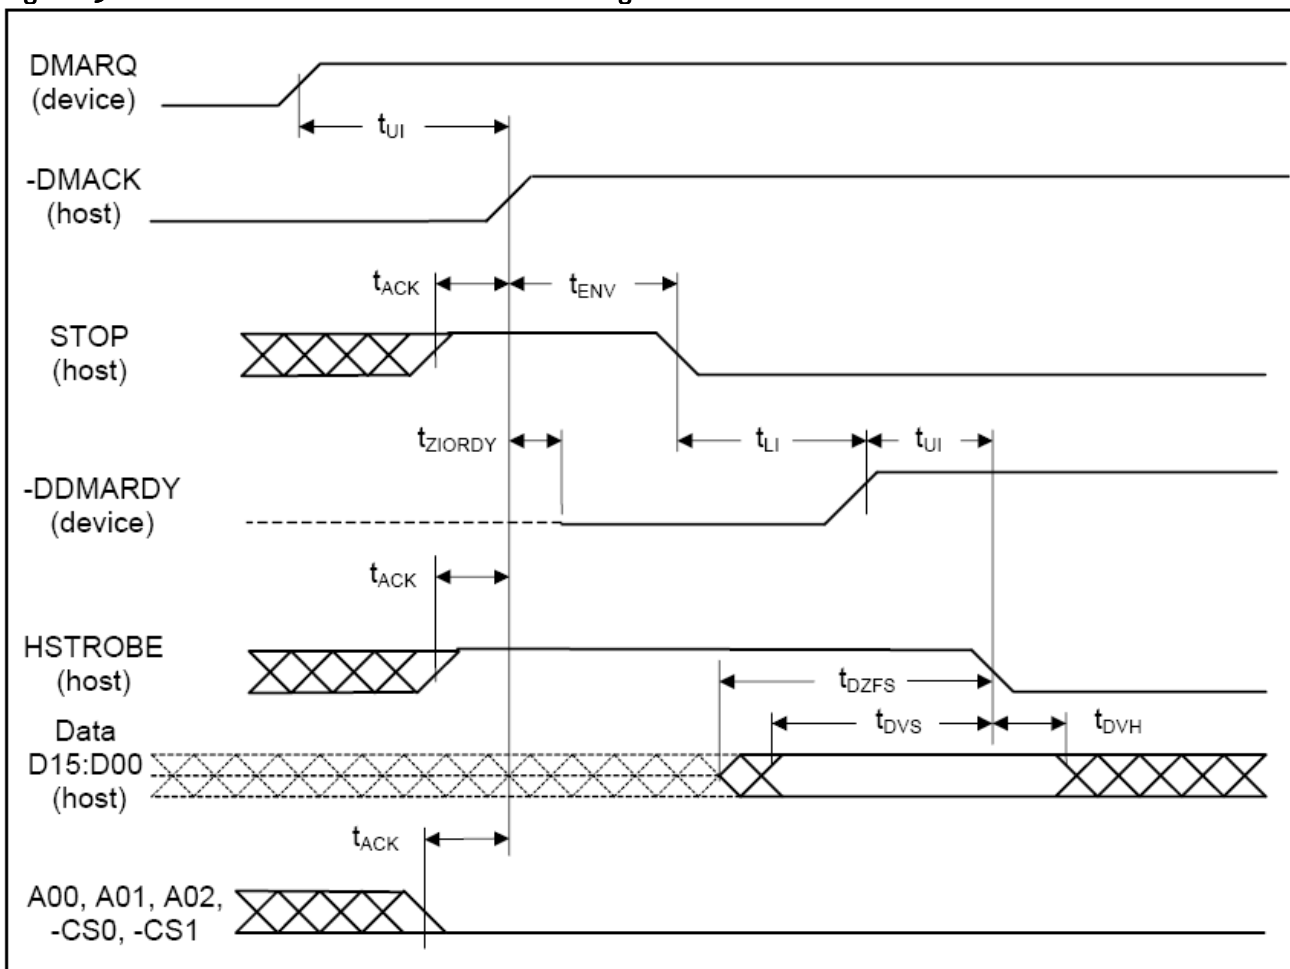 DMARQ
(device)
tUI
-DMACK
(host)
tACK
tENV
STOP
(host)
tZIORDY
tLI
tUI
-DDMARDY
(device)
tACK
HSTROBE
(host)
tDZFS
Data
tDVS
tDVH
D15:D00
(host)
tACK
A00, A01, A02,
-CS0, -CS1